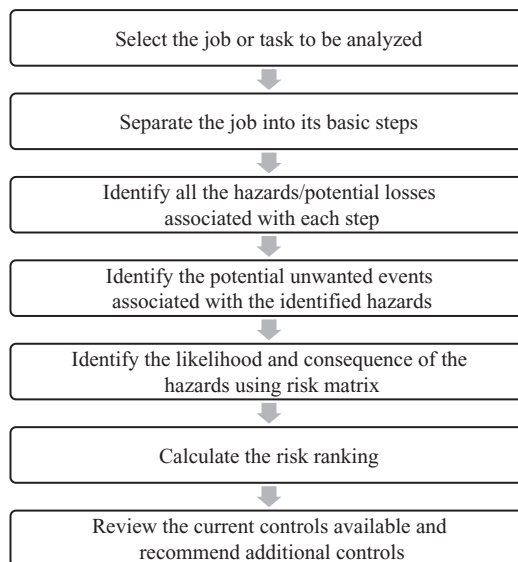 Select the job or task to be analyzed
Separate the job into its basic steps
Identify all the hazards/potential losses
associated with each step
Identify the potential unwanted events
associated with the identified hazards
Identify the likelihood and consequence of the
hazards using risk matrix
Calculate the risk ranking
Review the current controls available and
recommend additional controls